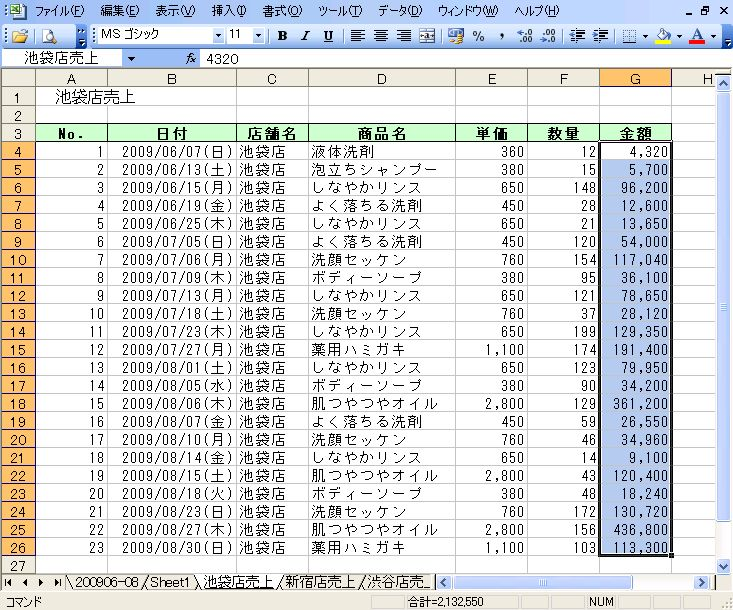 ファイル(F) 編集(E) 表示(V) 挿入(I) 書式(O) ツール(T) データ(D) ウィンドウ(W) ヘルプ(H)
MS ゴシック 11 B I U % ,
池袋店売上 fx 4320
A B C D E F G H
1 池袋店売上
2
3 No. 日付 店舗名 商品名 単価 数量 金額
4 1 2009/06/07(日) 池袋店 液体洗剤 360 12 4,320
5 2 2009/06/13(土) 池袋店 泡立ちシャンプー 380 15 5,700
6 3 2009/06/15(月) 池袋店 しなやかリンス 650 148 96,200
7 4 2009/06/19(金) 池袋店 よく落ちる洗剤 450 28 12,600
8 5 2009/06/25(木) 池袋店 しなやかリンス 650 21 13,650
9 6 2009/07/05(日) 池袋店 よく落ちる洗剤 450 120 54,000
10 7 2009/07/06(月) 池袋店 洗顔セッケン 760 154 117,040
11 8 2009/07/09(木) 池袋店 ボディーソープ 380 95 36,100
12 9 2009/07/13(月) 池袋店 しなやかリンス 650 121 78,650
13 10 2009/07/18(土) 池袋店 洗顔セッケン 760 37 28,120
14 11 2009/07/23(木) 池袋店 しなやかリンス 650 199 129,350
15 12 2009/07/27(月) 池袋店 薬用ハミガキ 1,100 174 191,400
16 13 2009/08/01(土) 池袋店 しなやかリンス 650 123 79,950
17 14 2009/08/05(水) 池袋店 ボディーソープ 380 90 34,200
18 15 2009/08/06(木) 池袋店 肌つやつやオイル 2,800 129 361,200
19 16 2009/08/07(金) 池袋店 よく落ちる洗剤 450 59 26,550
20 17 2009/08/10(月) 池袋店 洗顔セッケン 760 46 34,960
21 18 2009/08/14(金) 池袋店 しなやかリンス 650 14 9,100
22 19 2009/08/15(土) 池袋店 肌つやつやオイル 2,800 43 120,400
23 20 2009/08/18(火) 池袋店 ボディーソープ 380 48 18,240
24 21 2009/08/23(日) 池袋店 洗顔セッケン 760 172 130,720
25 22 2009/08/27(木) 池袋店 肌つやつやオイル 2,800 156 436,800
26 23 2009/08/30(日) 池袋店 薬用ハミガキ 1,100 103 113,300
27
200906-08 Sheet1 池袋店売上 新宿店売上 渋谷店売
コマンド 合計=2,132,550 NUM